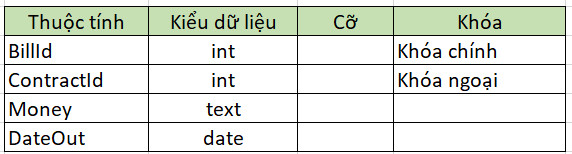 Thuộc tính Kiểu dữ liệu Cỡ Khóa
BillId int Khóa chính
ContractId int Khóa ngoại
Money text
DateOut date